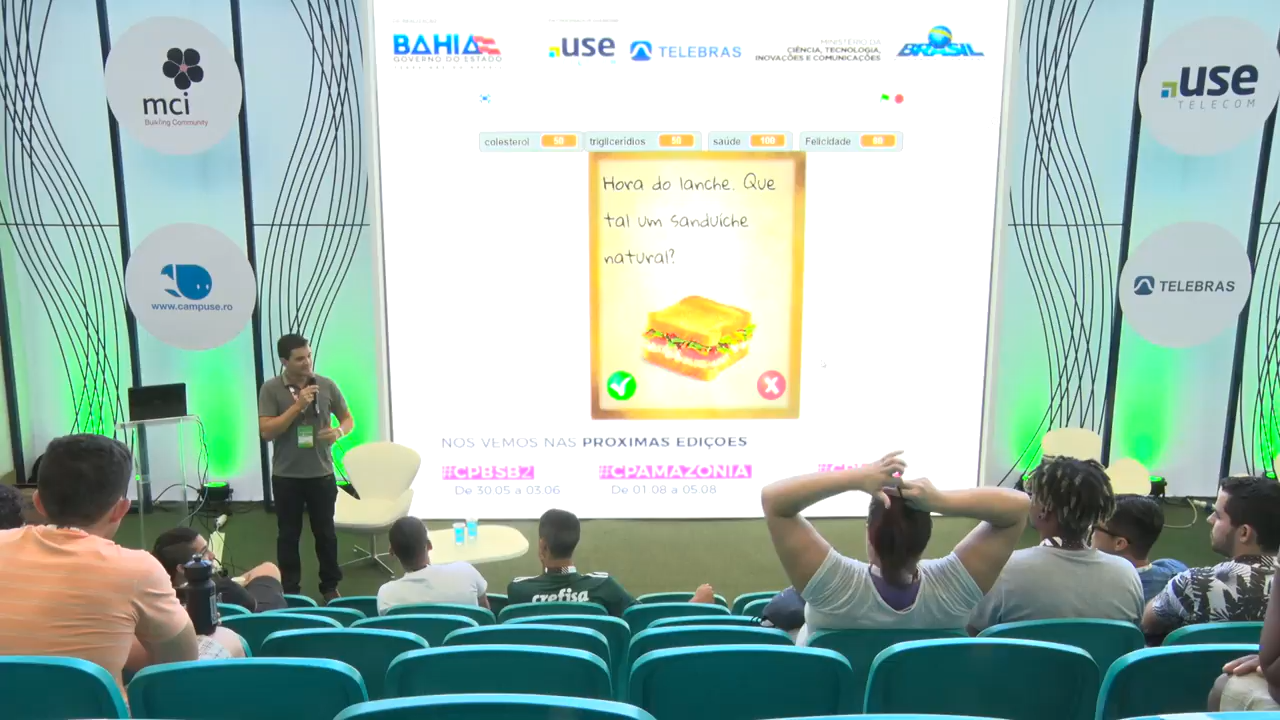 BAHIA
GOVERNO DO ESTADO
use
TELEBRAS
MINISTÉRIO DA
CIÊNCIA, TECNOLOGIA,
INOVAÇÕES E COMUNICAÇÕES
BRASIL
mci
Building Community
use
TELECOM
colesterol 50 triglicerídios 50 saúde 100 Felicidade
Hora do lanche. Que
tal um sanduíche
natural?
www.campuse.ro
TELEBRAS
NOS VEMOS NAS PROXIMAS EDIÇOES
#CPBSB2
#CPAMAZONIA
De 30.05 a 03.06
De 01.08 a 05.08
crefisa